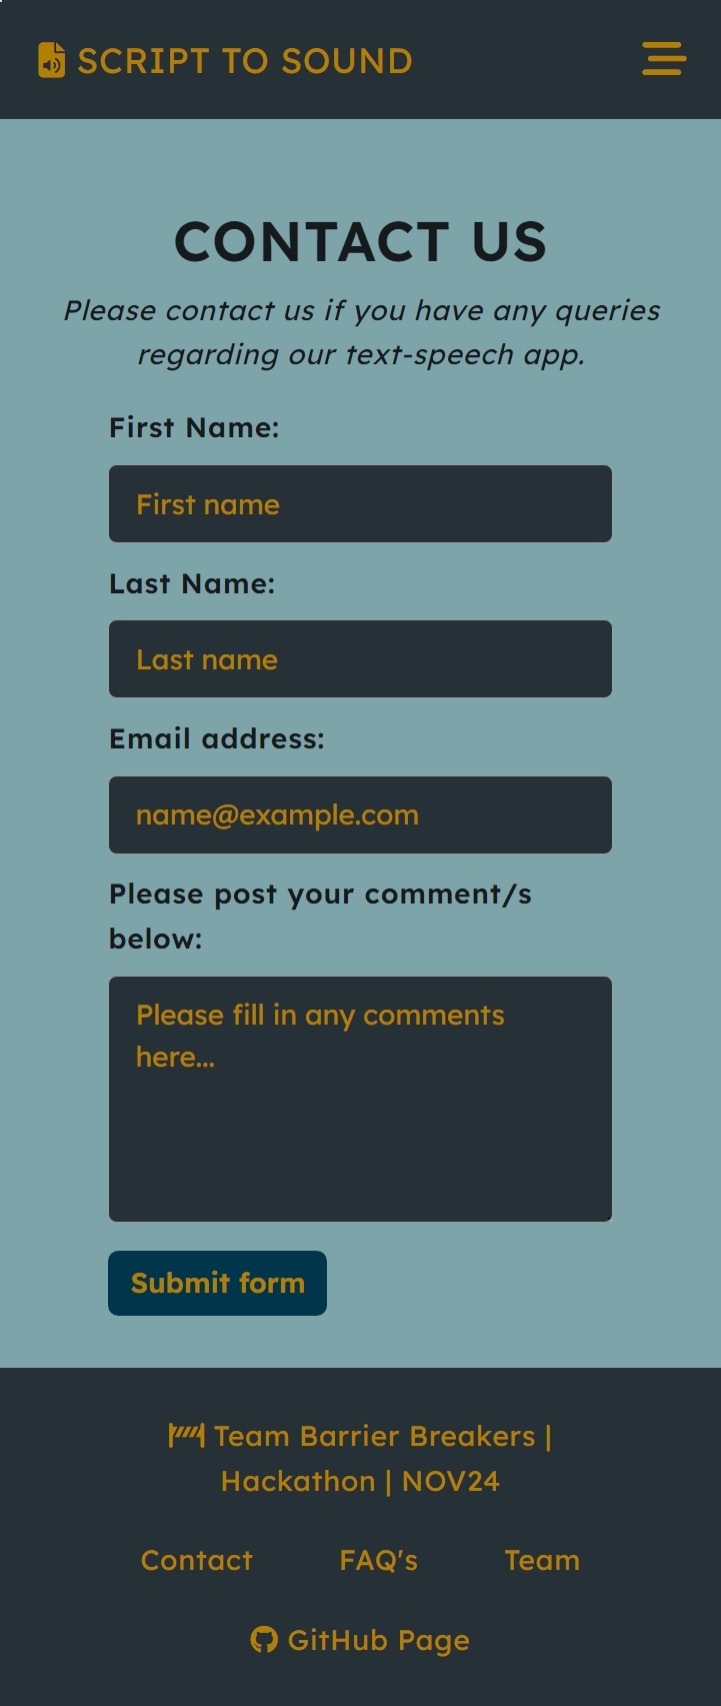 SCRIPT TO SOUND
CONTACT US
Please contact us if you have any queries
regarding our text-speech app.
First Name:
First name
Last Name:
Last name
Email address:
name@example.com
Please post your comment/s
below:
Please fill in any comments
here...
Submit form
Team Barrier Breakers |
Hackathon | NOV24
Contact FAQ's Team
GitHub Page